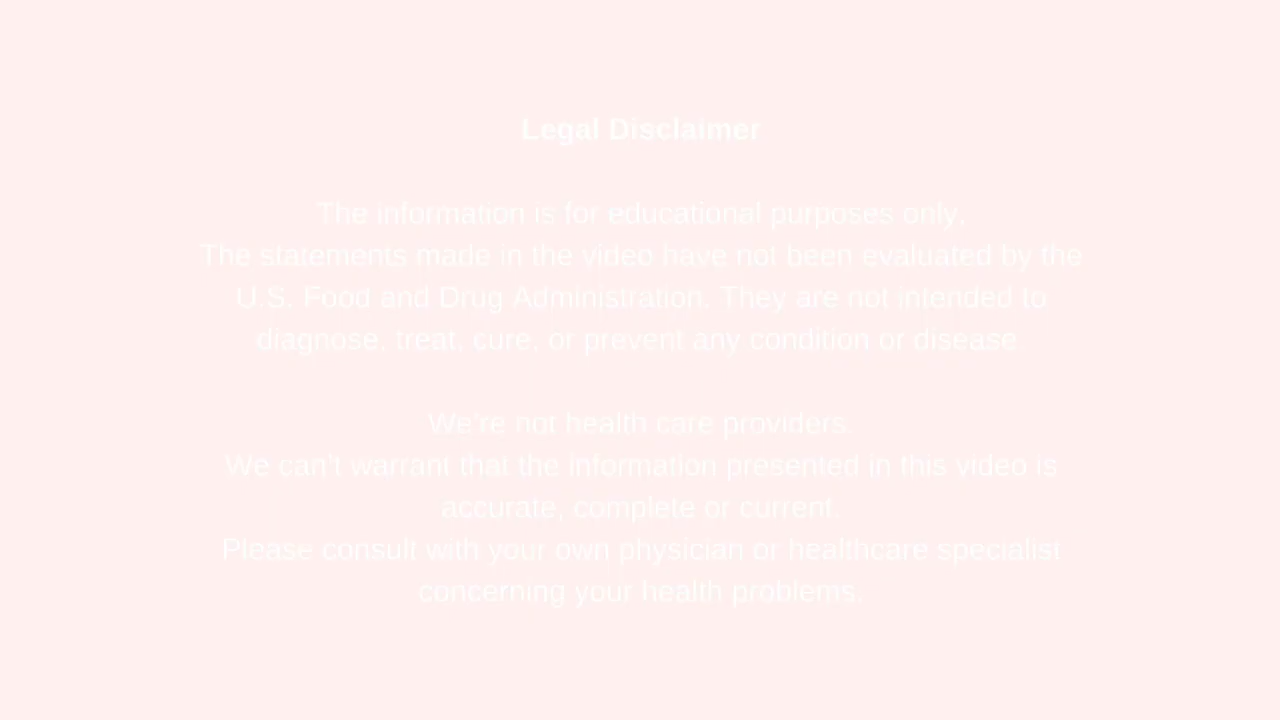 Legal Disclaimer
The information is for educational purposes only.
The statements made in the video have not been evaluated by the
U.S. Food and Drug Administration. They are not intended to
diagnose, treat, cure, or prevent any condition or disease.
We're not health care providers.
We can't warrant that the information presented in this video is
accurate, complete or current.
Please consult with your own physician or healthcare specialist
concerning your health problems.